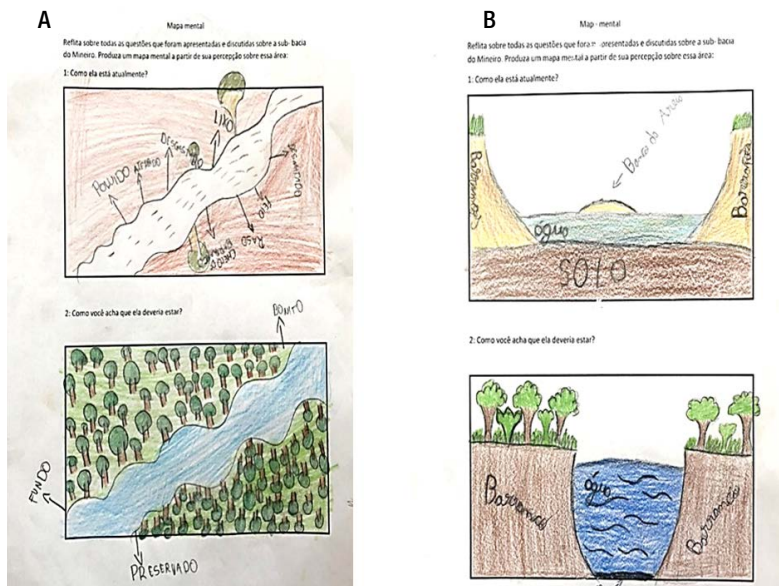 A
Mapa mental
Reflita sobre todas as questões que foram apresentadas e discutidas sobre a sub- bacia
do Mineiro. Produza um mapa mental a partir de sua percepção sobre essa área:
1: Como ela está atualmente?
LIXO
POLUIDO
RASO
FEIO
2: Como você acha que ela deveria estar?
BONITO
FUNDO
PRESERVADO
B
Map - mental
Reflita sobre todas as questões que foram presentadas e discutidas sobre a sub- bacia
do Mineiro. Produza um mapa mental a partir de sua percepção sobre essa área:
1: Como ela está atualmente?
Banco de Areia
Barrancos
Barranco
água
SOLO
2: Como você acha que ela deveria estar?
água
Barrancos
Barrancos